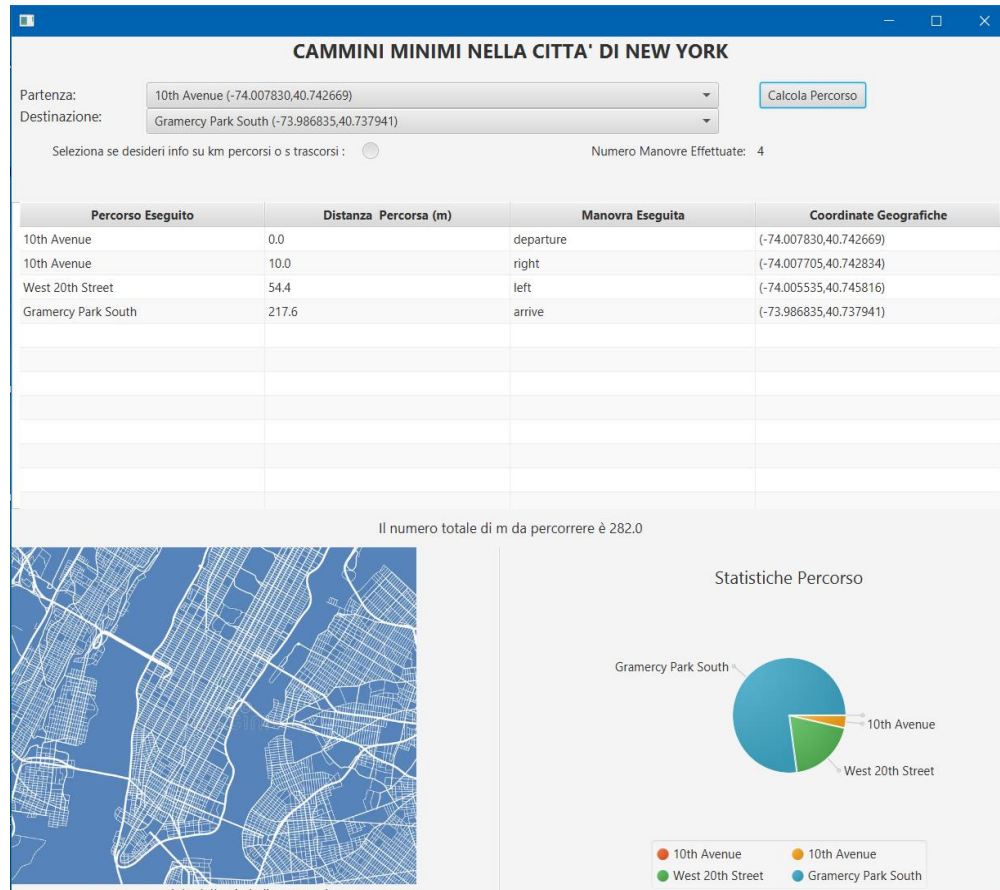 CAMMINI MINIMI NELLA CITTA' DI NEW YORK
Partenza: 10th Avenue (-74.007830,40.742669) Calcola Percorso
Destinazione: Gramercy Park South (-73.986835,40.737941)
Seleziona se desideri info su km percorsi o s trascorsi : Numero Manovre Effettuate: 4
Percorso Eseguito Distanza Percorsa (m) Manovra Eseguita Coordinate Geografiche
10th Avenue 0.0 departure (-74.007830,40.742669)
10th Avenue 10.0 right (-74.007705,40.742834)
West 20th Street 54.4 left (-74.005535,40.745816)
Gramercy Park South 217.6 arrive (-73.986835,40.737941)
Il numero totale di m da percorrere è 282.0
Statistiche Percorso
Gramercy Park South
10th Avenue
West 20th Street
10th Avenue 10th Avenue
West 20th Street Gramercy Park South